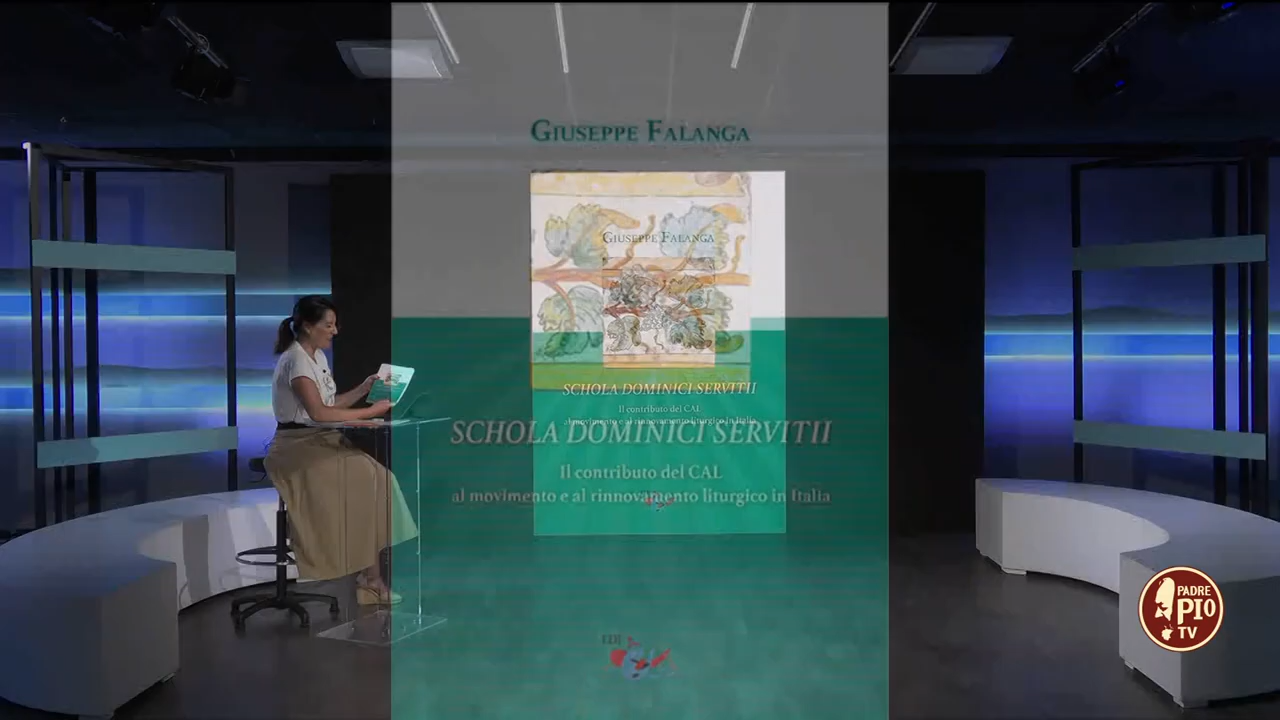 GIUSEPPE FALANGA
GIUSEPPE FALANGA
SCHOLA DOMINICI SERVITII
Il contributo del CAL
al movimento e al rinnovamento liturgico in Italia
SCHOLA DOMINICI SERVITII
Il contributo del CAL
al movimento e al rinnovamento liturgico in Italia
EDI
PADRE
PIO
TV